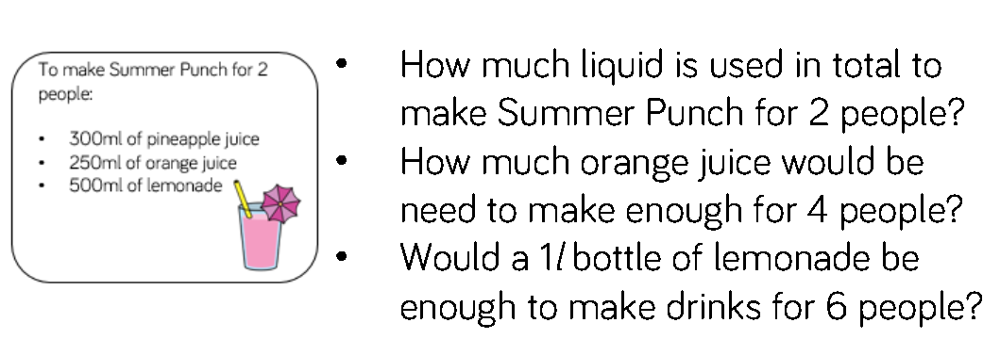 To make Summer Punch for 2
people:
• 300ml of pineapple juice
• 250ml of orange juice
• 500ml of lemonade
• How much liquid is used in total to
make Summer Punch for 2 people?
• How much orange juice would be
need to make enough for 4 people?
• Would a 1l bottle of lemonade be
enough to make drinks for 6 people?